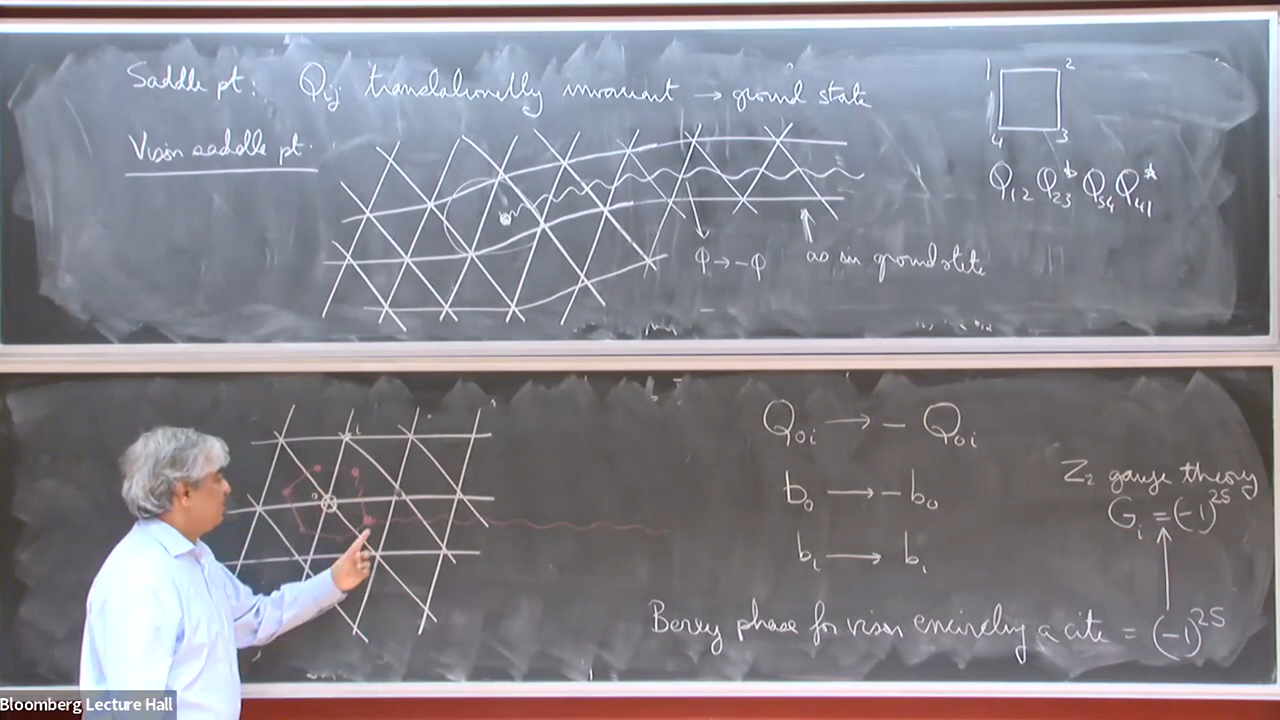 Saddle pt: Qij translationally invariant → ground state
Vison saddle pt.
1 2
4 3
Q12 Q23* Q34 Q41*
Q → -Q
as in ground state
Q0i → - Q0i
b0 → -b0
bi → bi
Z2 gauge theory
Gi = (-1)^2S
Berry phase for vison encircling a site = (-1)^2S
Bloomberg Lecture Hall